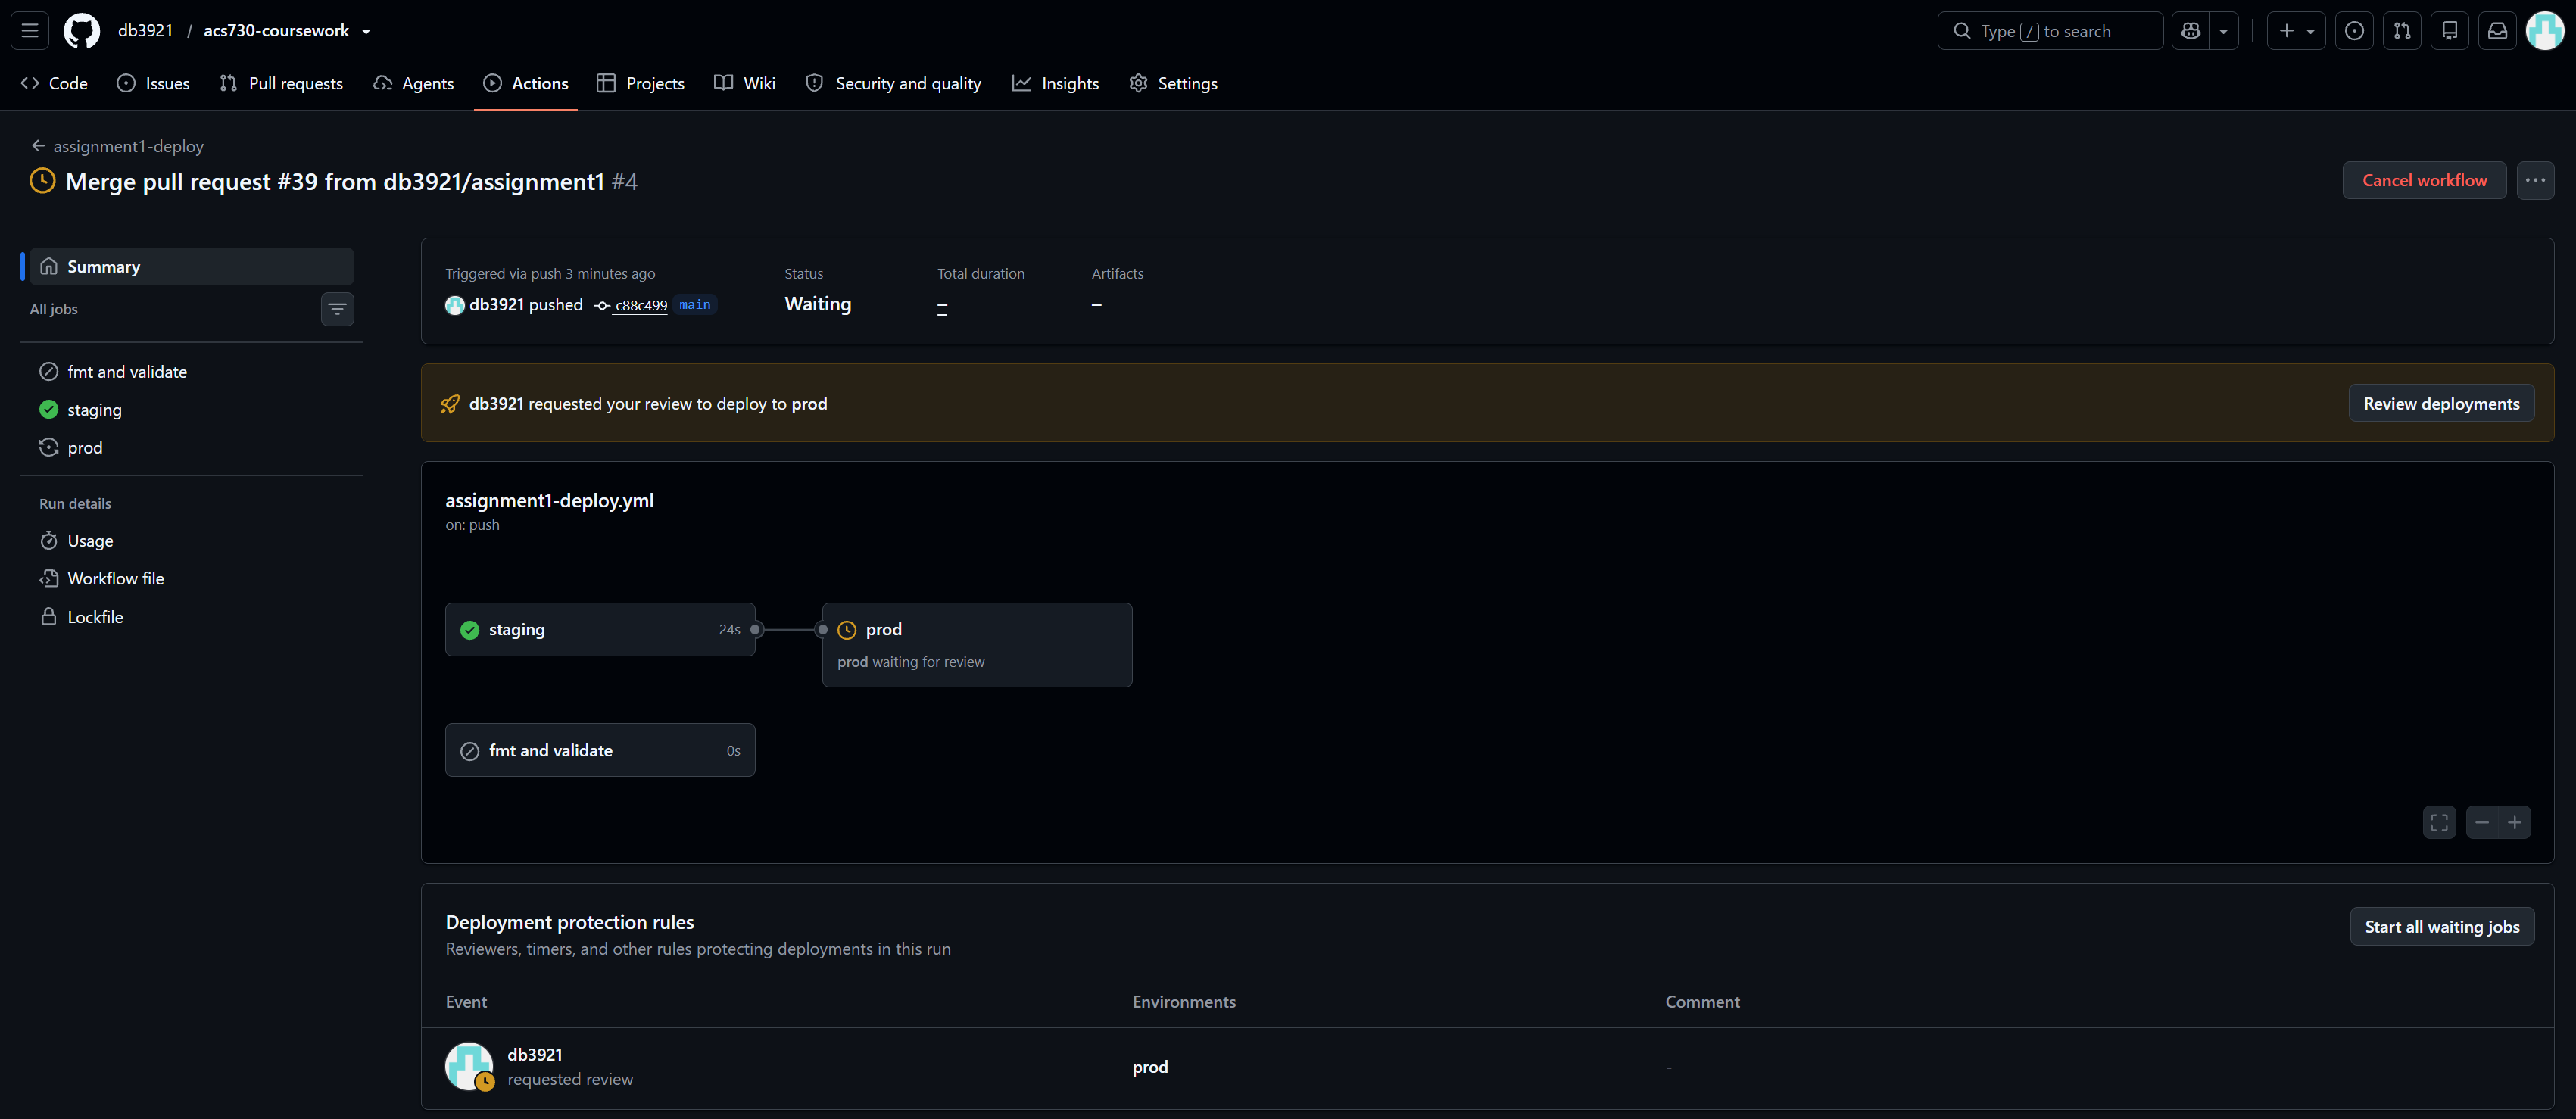 db3921 / acs730-coursework
Type / to search
Code
Issues
Pull requests
Agents
Actions
Projects
Wiki
Security and quality
Insights
Settings
assignment1-deploy
Merge pull request #39 from db3921/assignment1 #4
Cancel workflow
Summary
All jobs
fmt and validate
staging
prod
Run details
Usage
Workflow file
Lockfile
Triggered via push 3 minutes ago
db3921 pushed c88c499 main
Status
Waiting
Total duration
–
Artifacts
–
db3921 requested your review to deploy to prod
Review deployments
assignment1-deploy.yml
on: push
staging 24s
prod
prod waiting for review
fmt and validate 0s
Deployment protection rules
Reviewers, timers, and other rules protecting deployments in this run
Start all waiting jobs
Event Environments Comment
db3921
requested review
prod
-